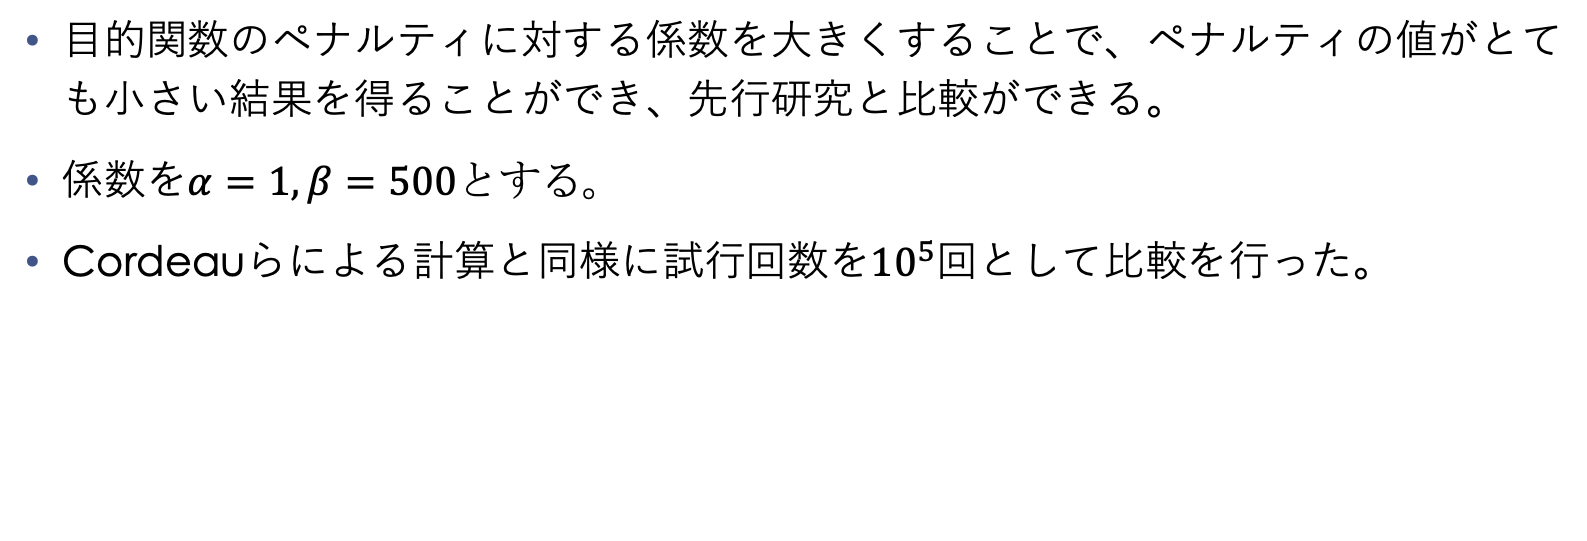 • 目的関数のペナルティに対する係数を大きくすることで、ペナルティの値がとて
も小さい結果を得ることができ、先行研究と比較ができる。
• 係数を𝛼 = 1, 𝛽 = 500とする。
• Cordeauらによる計算と同様に試行回数を10⁵回として比較を行った。